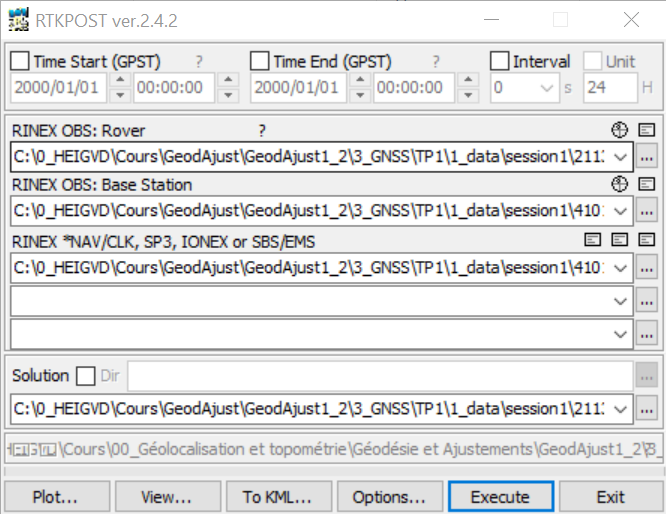 RTKPOST ver.2.4.2
Time Start (GPST) ? Time End (GPST) ? Interval Unit
2000/01/01 00:00:00 2000/01/01 00:00:00 0 s 24 H
RINEX OBS: Rover ?
C:\0_HEIGVD\Cours\GeodAjust\GeodAjust1_2\3_GNSS\TP1\1_data\session1\211 ...
RINEX OBS: Base Station
C:\0_HEIGVD\Cours\GeodAjust\GeodAjust1_2\3_GNSS\TP1\1_data\session1\410 ...
RINEX *NAV/CLK, SP3, IONEX or SBS/EMS
C:\0_HEIGVD\Cours\GeodAjust\GeodAjust1_2\3_GNSS\TP1\1_data\session1\410 ...
...
...
Solution Dir ...
C:\0_HEIGVD\Cours\GeodAjust\GeodAjust1_2\3_GNSS\TP1\1_data\session1\211 ...
\Cours\00_Géolocalisation et topométrie\Géodésie et Ajustements\GeodAjust1_2\
Plot... View... To KML... Options... Execute Exit